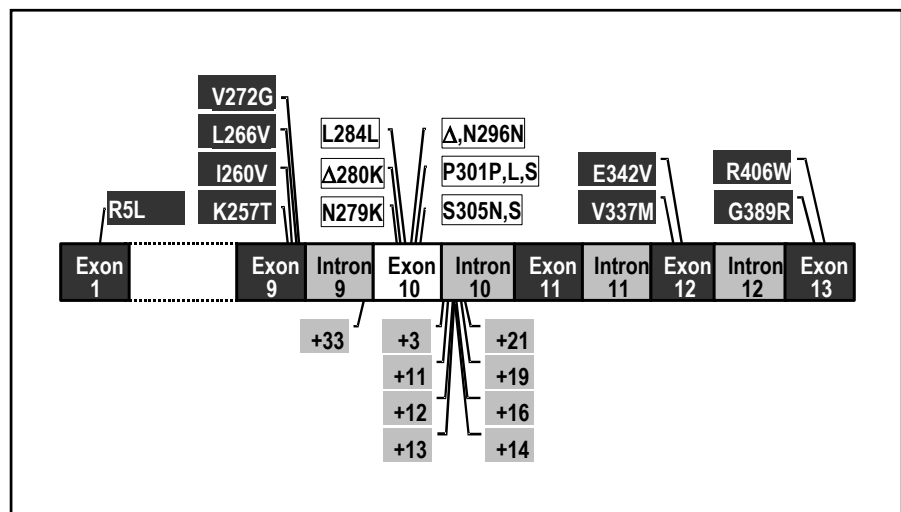 V272G
L266V
L284L
Δ,N296N
I260V
Δ280K
P301P,L,S
E342V
R406W
R5L
K257T
N279K
S305N,S
V337M
G389R
Exon 1
Exon 9
Intron 9
Exon 10
Intron 10
Exon 11
Intron 11
Exon 12
Intron 12
Exon 13
+33
+3
+21
+11
+19
+12
+16
+13
+14